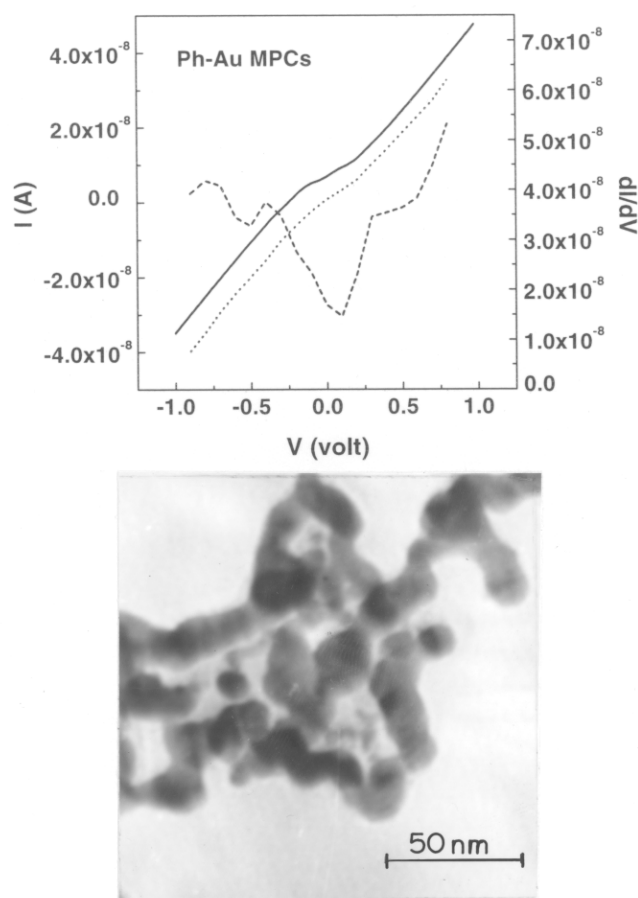 Ph-Au MPCs
I (A)
4.0x10⁻⁸
2.0x10⁻⁸
0.0
-2.0x10⁻⁸
-4.0x10⁻⁸
7.0x10⁻⁸
6.0x10⁻⁸
5.0x10⁻⁸
4.0x10⁻⁸
3.0x10⁻⁸
2.0x10⁻⁸
1.0x10⁻⁸
0.0
dI/dV
-1.0 -0.5 0.0 0.5 1.0
V (volt)
50 nm